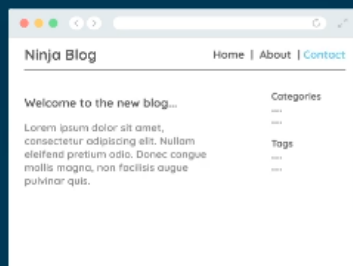 Ninja Blog
Home | About | Contact
Welcome to the new blog...
Lorem ipsum dolor sit amet,
consectetur adipiscing elit. Nullam
eleifend pretium odio. Donec congue
mollis magna, non facilisis augue
pulvinar quis.
Categories
Tags